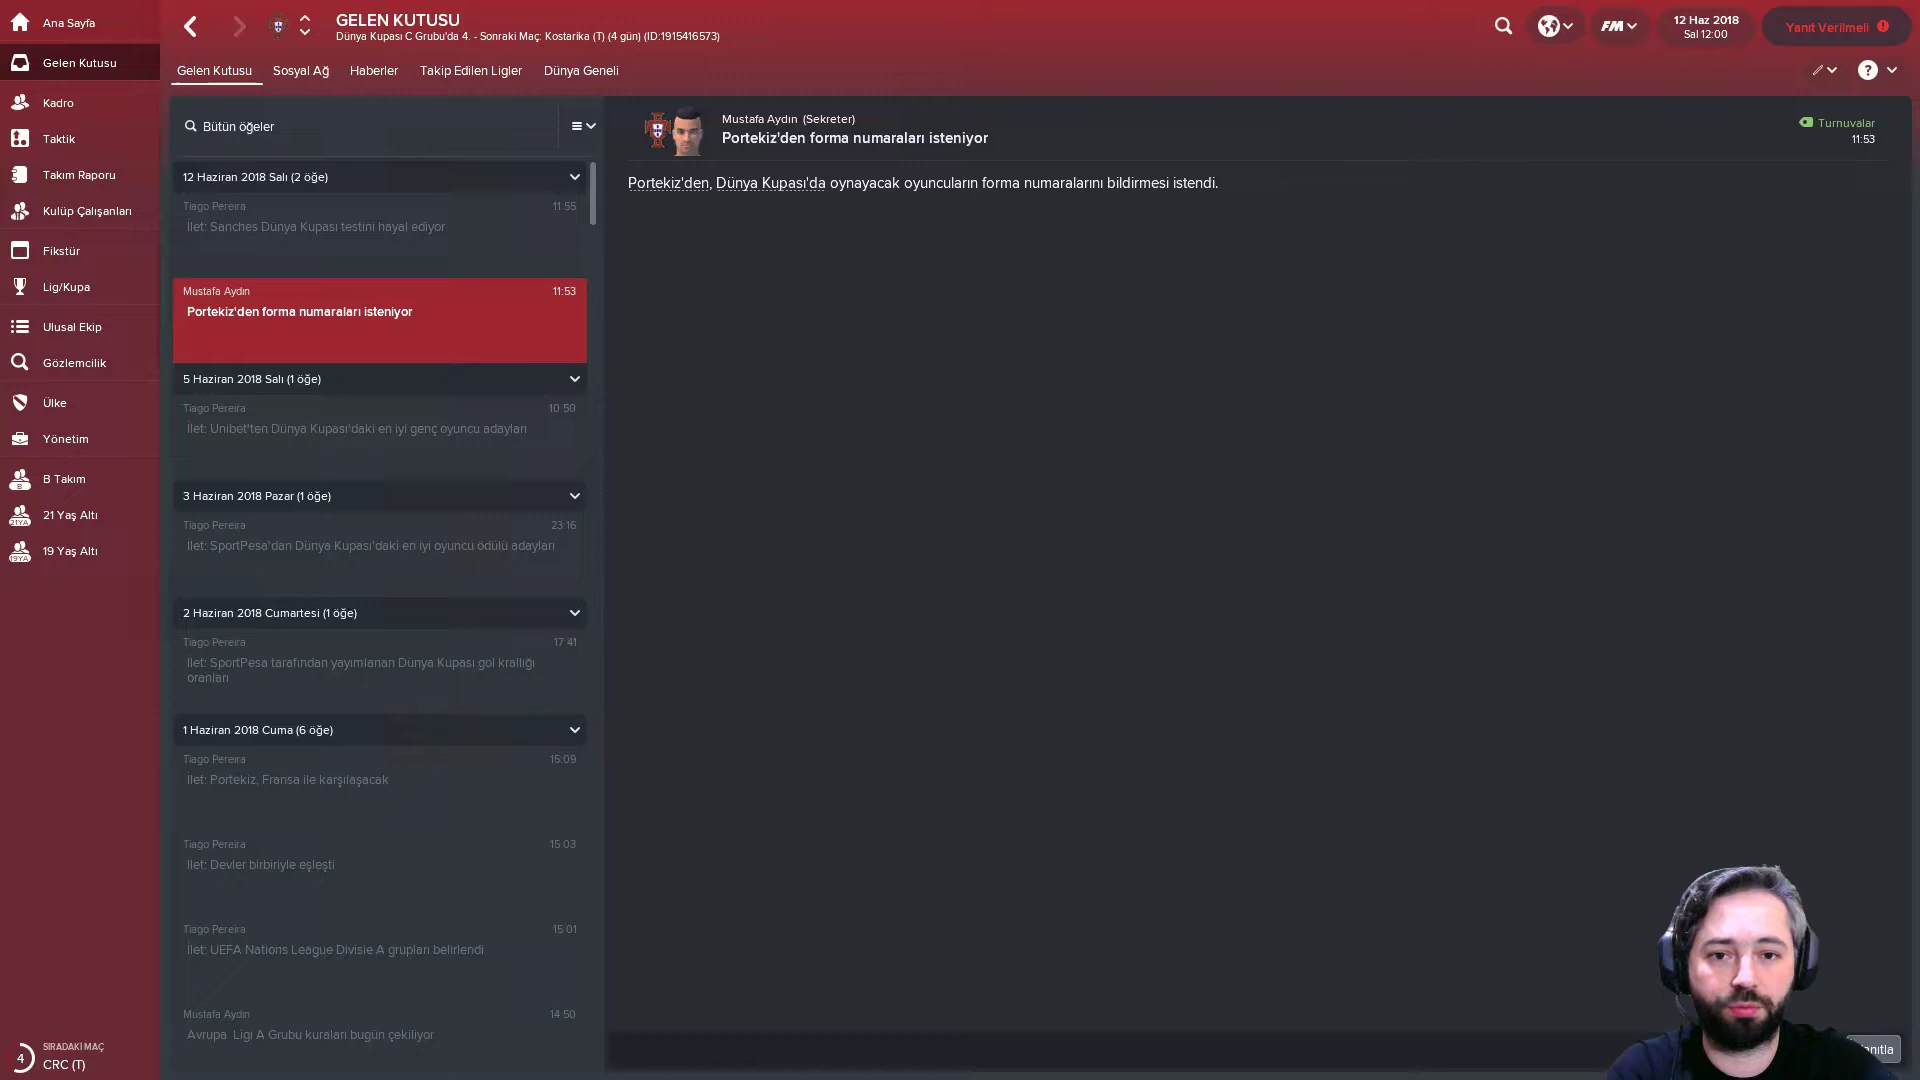 Ana Sayfa
Gelen Kutusu
Kadro
Taktik
Takım Raporu
Kulüp Çalışanları
Fikstür
Lig/Kupa
Ulusal Ekip
Gözlemcilik
Ülke
Yönetim
B Takım
21 Yaş Altı
19 Yaş Altı
4
SIRADAKİ MAÇ
CRC (T)
GELEN KUTUSU
Dünya Kupası C Grubu'da 4. - Sonraki Maç: Kostarika (T) (4 gün) (ID:1915416573)
FM
12 Haz 2018
Sal 12:00
Yanıt Verilmeli
Gelen Kutusu
Sosyal Ağ
Haberler
Takip Edilen Ligler
Dünya Geneli
Bütün öğeler
12 Haziran 2018 Salı (2 öğe)
Tiago Pereira 11:55
İlet: Sanches Dünya Kupası testini hayal ediyor
Mustafa Aydın 11:53
Portekiz'den forma numaraları isteniyor
5 Haziran 2018 Salı (1 öğe)
Tiago Pereira 10:50
İlet: Unibet'ten Dünya Kupası'daki en iyi genç oyuncu adayları
3 Haziran 2018 Pazar (1 öğe)
Tiago Pereira 23:16
İlet: SportPesa'dan Dünya Kupası'daki en iyi oyuncu ödülü adayları
2 Haziran 2018 Cumartesi (1 öğe)
Tiago Pereira 17:41
İlet: SportPesa tarafından yayımlanan Dünya Kupası gol krallığı
oranları
1 Haziran 2018 Cuma (6 öğe)
Tiago Pereira 15:09
İlet: Portekiz, Fransa ile karşılaşacak
Tiago Pereira 15:03
İlet: Devler birbiriyle eşleşti
Tiago Pereira 15:01
İlet: UEFA Nations League Divisie A grupları belirlendi
Mustafa Aydın 14:50
Avrupa Ligi A Grubu kuraları bugün çekiliyor
Mustafa Aydın (Sekreter)
Portekiz'den forma numaraları isteniyor
Turnuvalar
11:53
Portekiz'den, Dünya Kupası'da oynayacak oyuncuların forma numaralarını bildirmesi istendi.